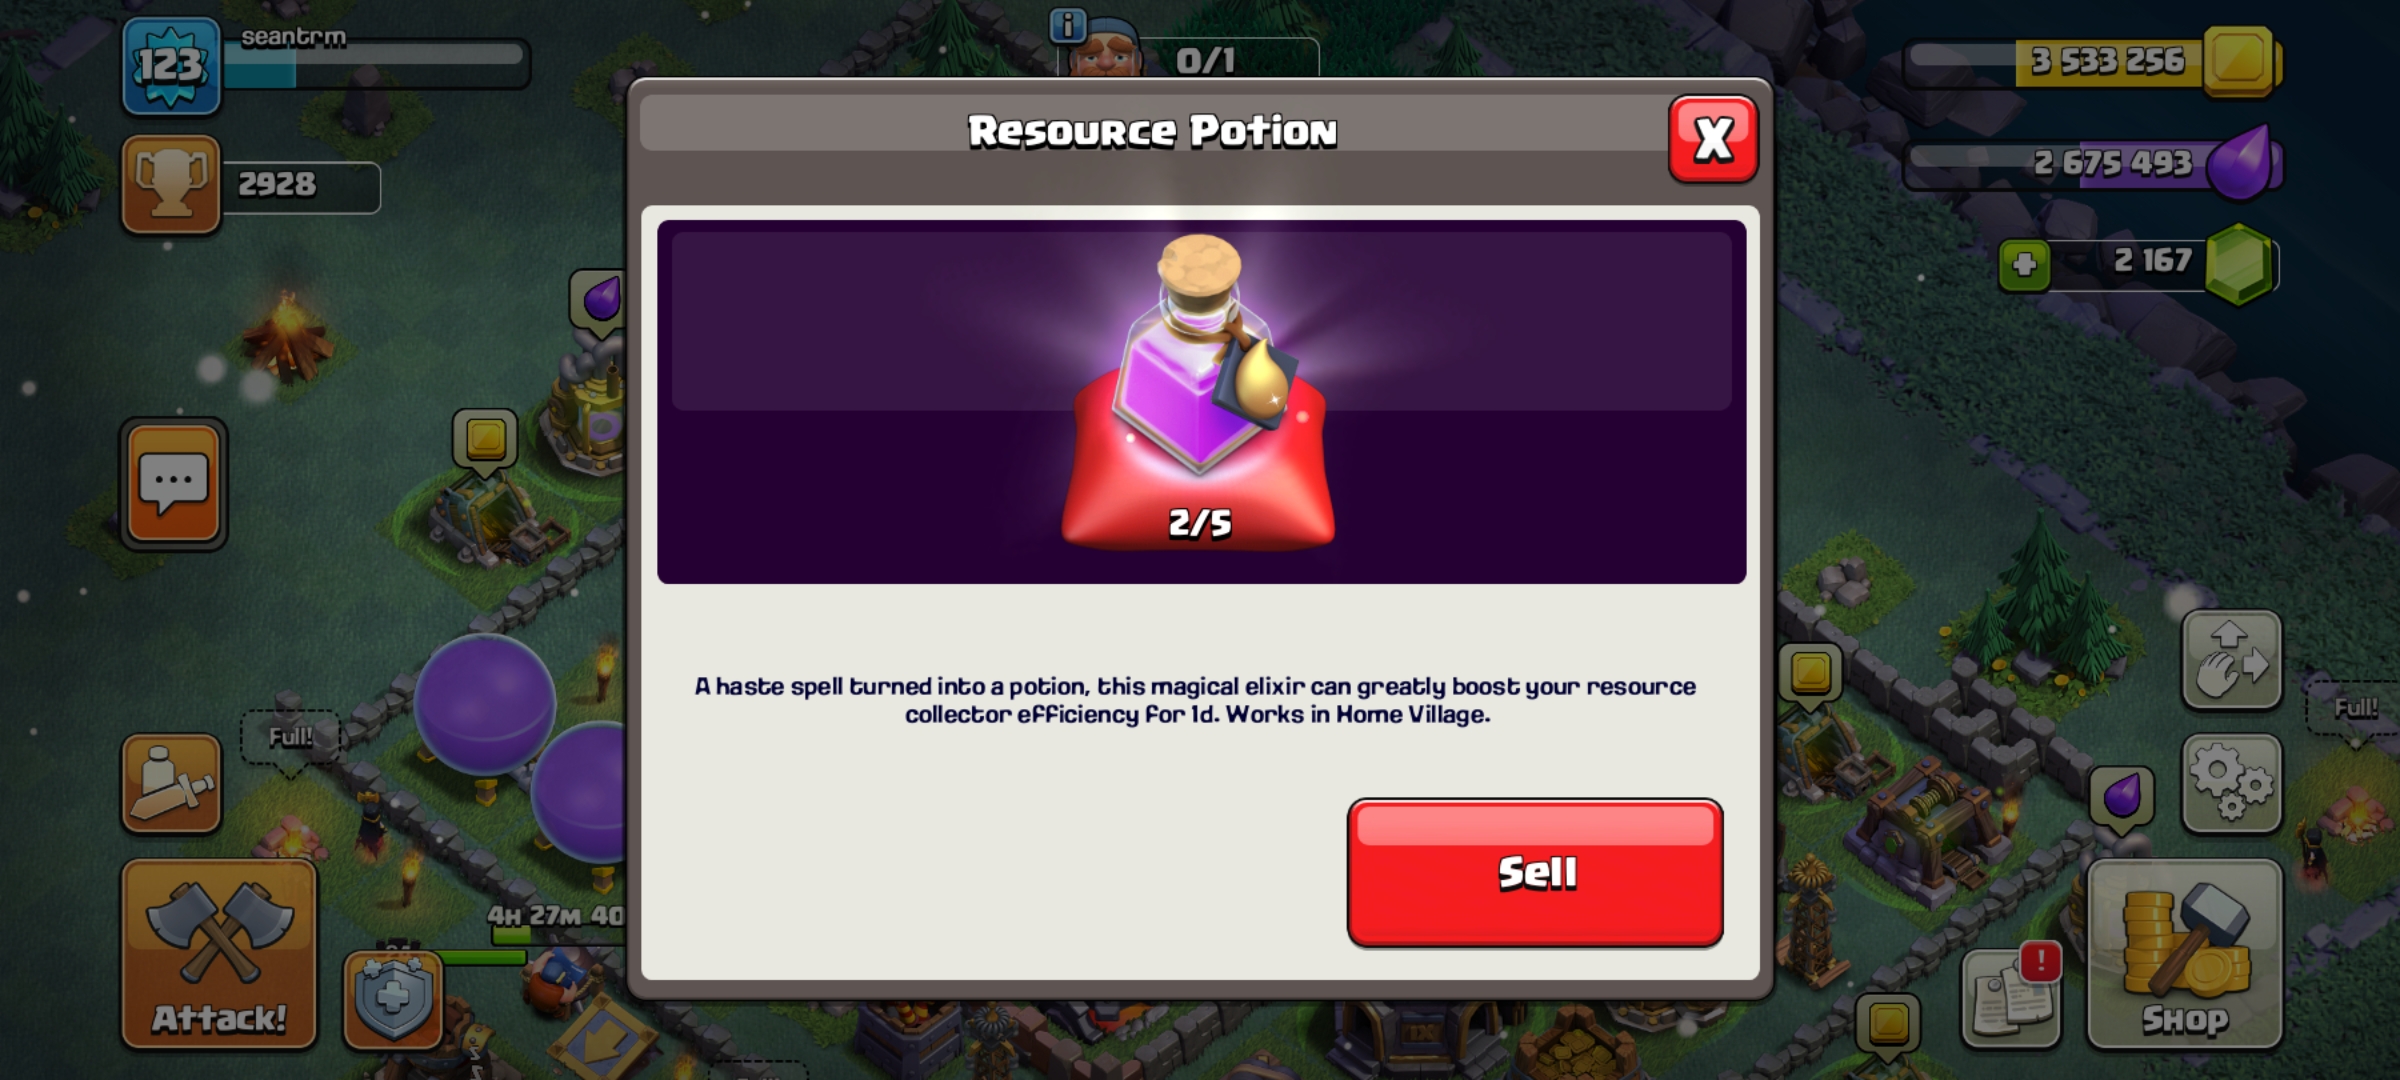 123
seantrm
i
0/1
3 533 256
2928
2 675 493
2 167
Resource Potion
X
2/5
A haste spell turned into a potion, this magical elixir can greatly boost your resource
collector efficiency for 1d. Works in Home Village.
Sell
Full!
Full!
4H 27M 40
Attack!
!
Shop
IX